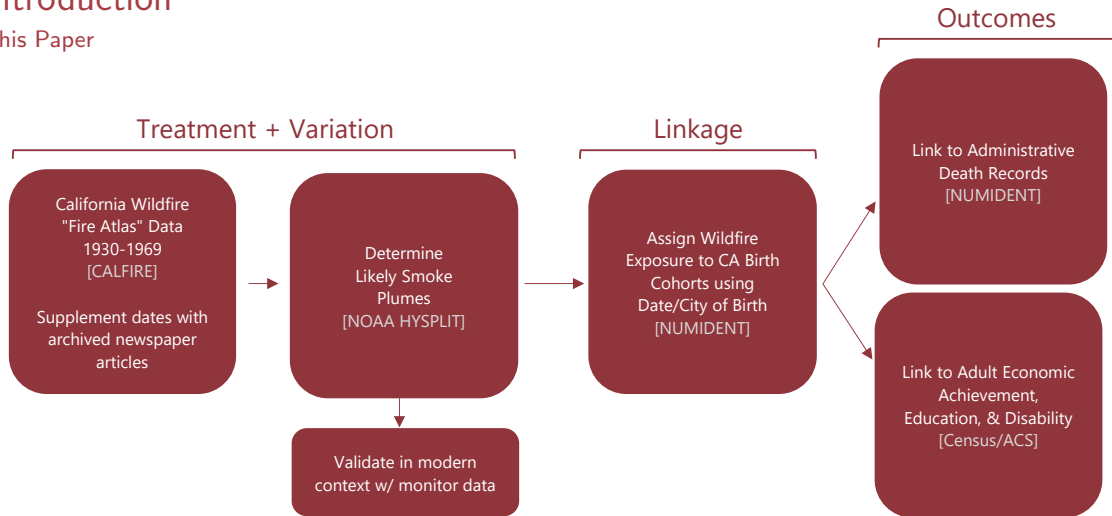 ntroduction
his Paper
Outcomes
Treatment + Variation
Linkage
California Wildfire
"Fire Atlas" Data
1930-1969
[CALFIRE]
Supplement dates with
archived newspaper
articles
Determine
Likely Smoke
Plumes
[NOAA HYSPLIT]
Validate in modern
context w/ monitor data
Assign Wildfire
Exposure to CA Birth
Cohorts using
Date/City of Birth
[NUMIDENT]
Link to Administrative
Death Records
[NUMIDENT]
Link to Adult Economic
Achievement,
Education, & Disability
[Census/ACS]